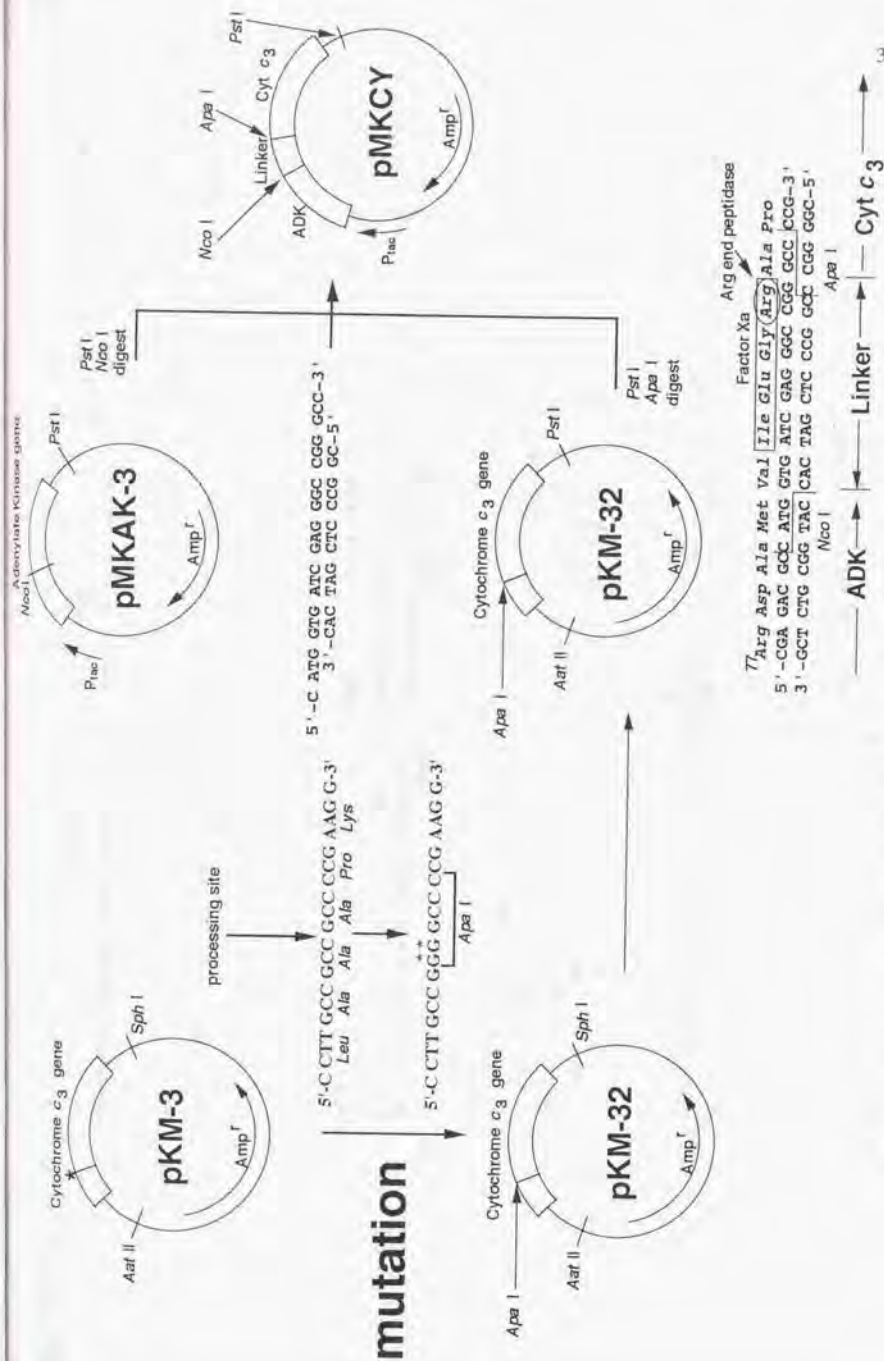 Cytochrome c3 gene
Aat II
Sph I
pKM-3
Amp r
*
processing site
mutation
5'-C CTT GCC GCC GCC CCG AAG G-3'
Leu Ala Ala Ala Pro Lys
**
5'-C CTT GCC GGG GCC CCG AAG G-3'
Apa I
Cytochrome c3 gene
Apa I
Aat II
Sph I
pKM-32
Amp r
Adenylate Kinase gene
Nco I
Pst I
Ptac
pMKAK-3
Amp r
Pst I
Nco I
digest
5'-C ATG GTG ATC GAG GGC CGG GCC-3'
3'-CAC TAG CTC CCG GC-5'
Cytochrome c3 gene
Apa I
Aat II
Pst I
pKM-32
Amp r
Pst I
Apa I
digest
Nco I
Apa I
Pst I
Linker
Cyt c3
ADK
Ptac
pMKCY
Amp r
Factor Xa
Arg end peptidase
77Arg Asp Ala Met Val Ile Glu Gly Arg Ala Pro
5'-CGA GAC GCC ATG GTG ATC GAG GGC CGG GCC CCG-3'
3'-GCT CTG CGG TAC CAC TAG CTC CCG GCC CGG GGC-5'
Nco I
Apa I
ADK
Linker
Cyt c3
3